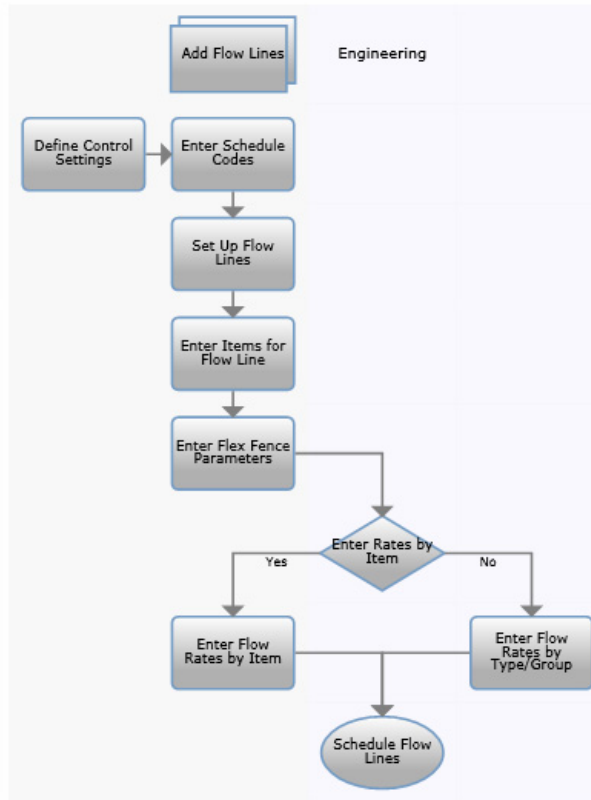 Add Flow Lines
Engineering
Define Control
Settings
Enter Schedule
Codes
Set Up Flow
Lines
Enter Items for
Flow Line
Enter Flex Fence
Parameters
Enter Rates by
Item
Yes
No
Enter Flow
Rates by Item
Enter Flow
Rates by
Type/Group
Schedule Flow
Lines